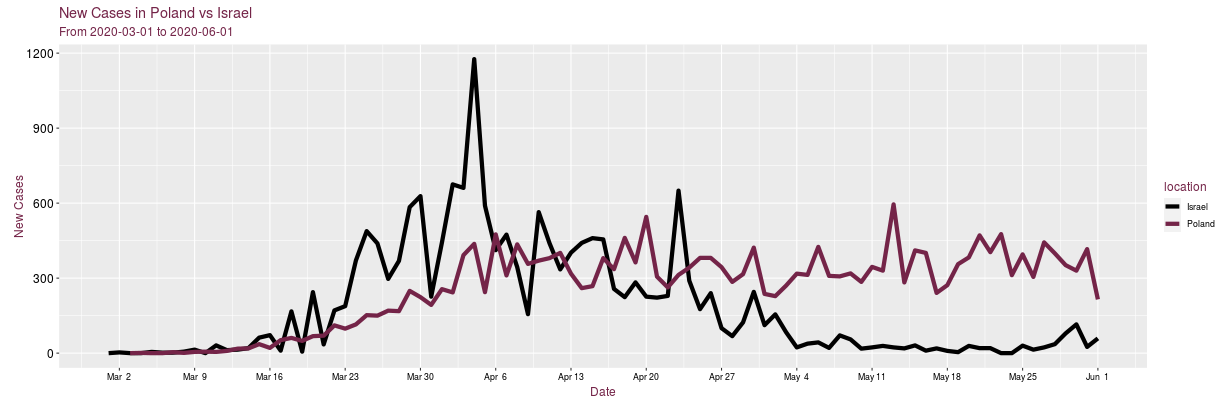 New Cases in Poland vs Israel
From 2020-03-01 to 2020-06-01
1200
900
600
300
0
New Cases
Mar 2 Mar 9 Mar 16 Mar 23 Mar 30 Apr 6 Apr 13 Apr 20 Apr 27 May 4 May 11 May 18 May 25 Jun 1
Date
location
Israel
Poland